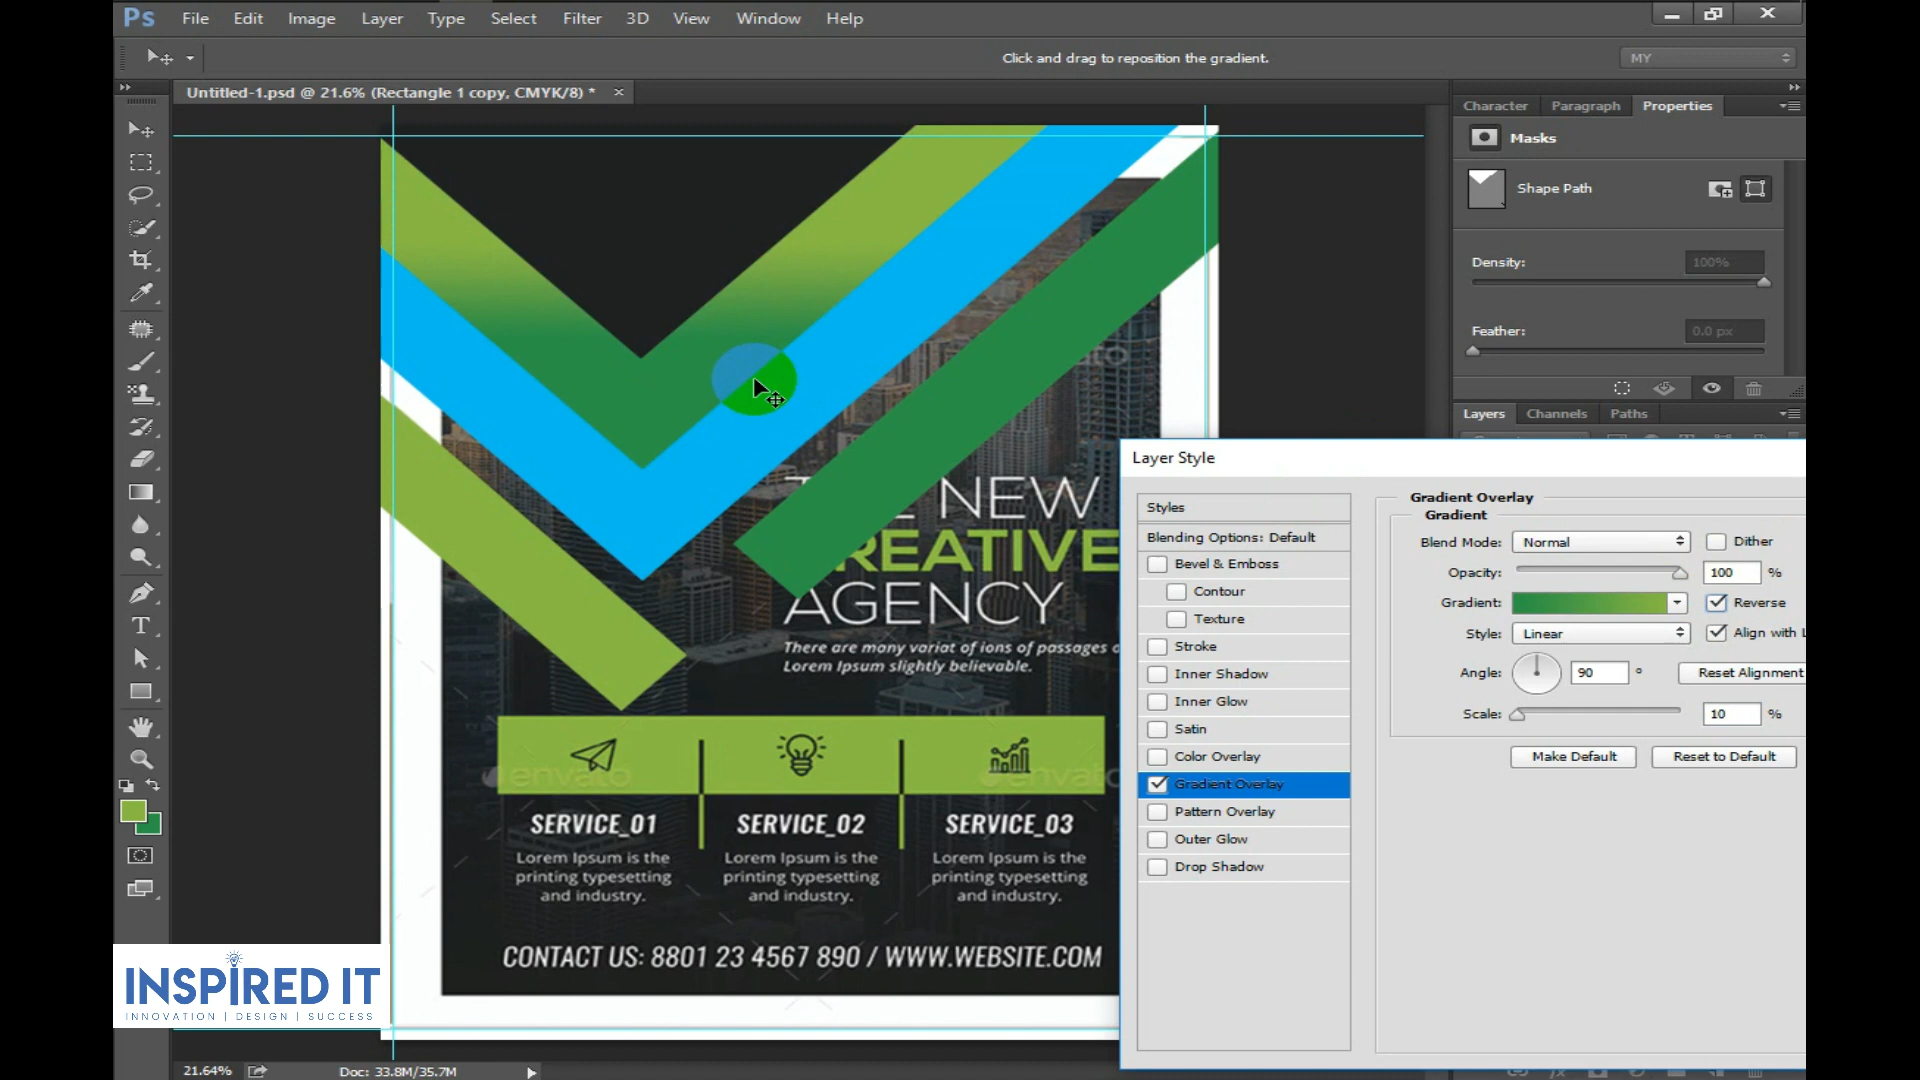 Ps File Edit Image Layer Type Select Filter 3D View Window Help
Click and drag to reposition the gradient.
MY
Untitled-1.psd @ 21.6% (Rectangle 1 copy, CMYK/8) * ×
Character Paragraph Properties
Masks
Shape Path
Density: 100%
Feather: 0.0 px
Layers Channels Paths
Layer Style
Styles
Blending Options: Default
Bevel & Emboss
Contour
Texture
Stroke
Inner Shadow
Inner Glow
Satin
Color Overlay
Gradient Overlay
Pattern Overlay
Outer Glow
Drop Shadow
Gradient Overlay
Gradient
Blend Mode: Normal Dither
Opacity: 100 %
Gradient: Reverse
Style: Linear Align with L
Angle: 90 ° Reset Alignment
Scale: 10 %
Make Default Reset to Default
NEW
REATIVE
AGENCY
There are many variat of ions of passages
Lorem Ipsum slightly believable.
envato
SERVICE_01 SERVICE_02 SERVICE_03
Lorem Ipsum is the Lorem Ipsum is the Lorem Ipsum is the
printing typesetting printing typesetting printing typesetting
and industry. and industry. and industry.
CONTACT US: 8801 23 4567 890 / WWW.WEBSITE.COM
INSPIRED IT
INNOVATION | DESIGN | SUCCESS
21.64% Doc: 33.8M/35.7M